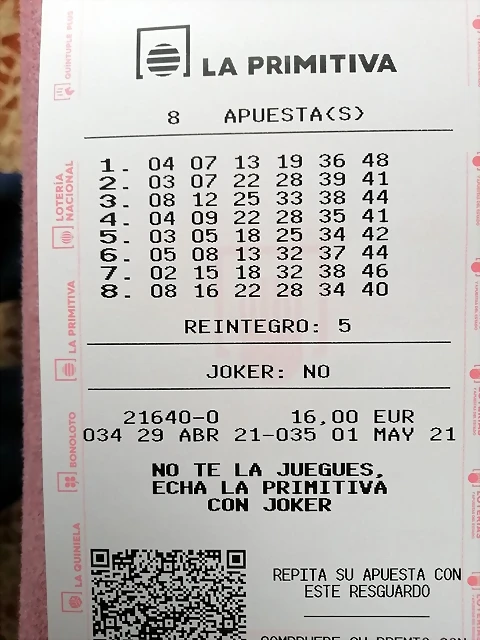 LA PRIMITIVA
8 APUESTA(S)
1. 04 07 13 19 36 48
2. 03 07 22 28 39 41
3. 08 12 25 33 38 44
4. 04 09 22 28 35 41
5. 03 05 18 25 34 42
6. 05 08 13 32 37 44
7. 02 15 18 32 38 46
8. 08 16 22 28 34 40
REINTEGRO: 5
JOKER: NO
21640-0 16,00 EUR
034 29 ABR 21-035 01 MAY 21
NO TE LA JUEGUES,
ECHA LA PRIMITIVA
CON JOKER
REPITA SU APUESTA CON
ESTE RESGUARDO
QUINTUPLE PLUS
LOTERÍA
NACIONAL
LA PRIMITIVA
BONOLOTO
LA QUINIELA